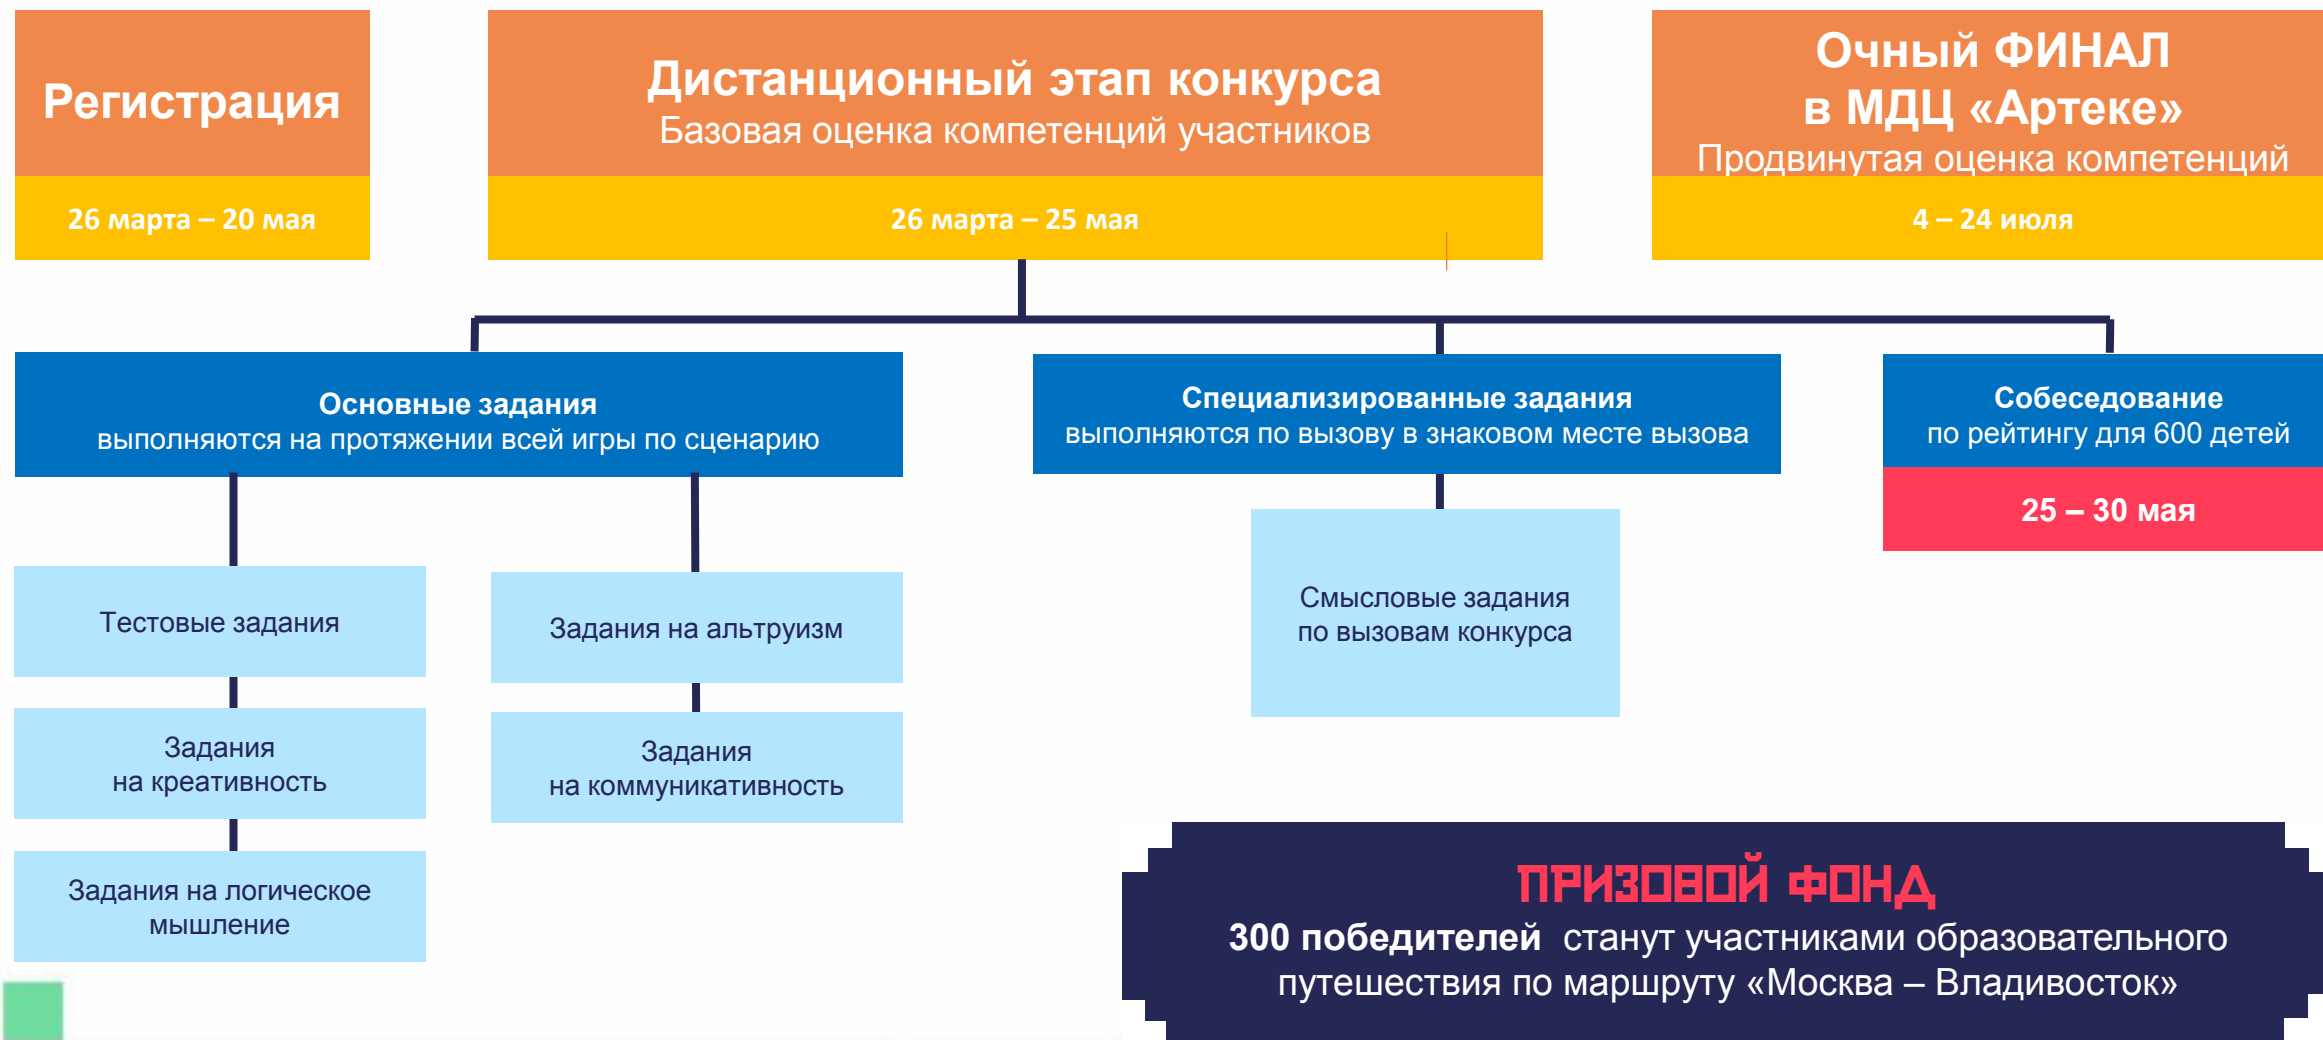 Регистрация
26 марта – 20 мая
Дистанционный этап конкурса
Базовая оценка компетенций участников
26 марта – 25 мая
Очный ФИНАЛ
в МДЦ «Артеке»
Продвинутая оценка компетенций
4 – 24 июля
Основные задания
выполняются на протяжении всей игры по сценарию
Специализированные задания
выполняются по вызову в знаковом месте вызова
Собеседование
по рейтингу для 600 детей
25 – 30 мая
Тестовые задания
Задания
на креативность
Задания на логическое
мышление
Задания на альтруизм
Задания
на коммуникативность
Смысловые задания
по вызовам конкурса
ПРИЗОВОЙ ФОНД
300 победителей станут участниками образовательного
путешествия по маршруту «Москва – Владивосток»